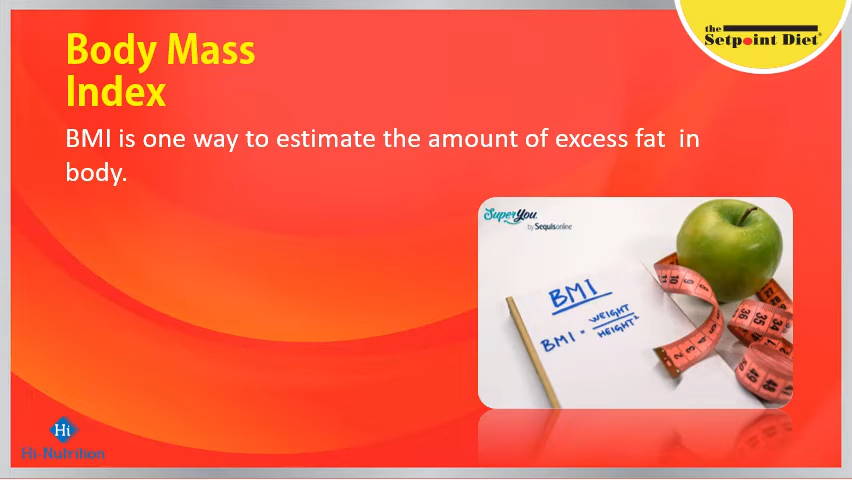 the
Setpoint Diet®
Body Mass
Index
BMI is one way to estimate the amount of excess fat in
body.
SuperYou
by Sequisonline
BMI
BMI = WEIGHT
HEIGHT²
Hi
Hi-Nutrition